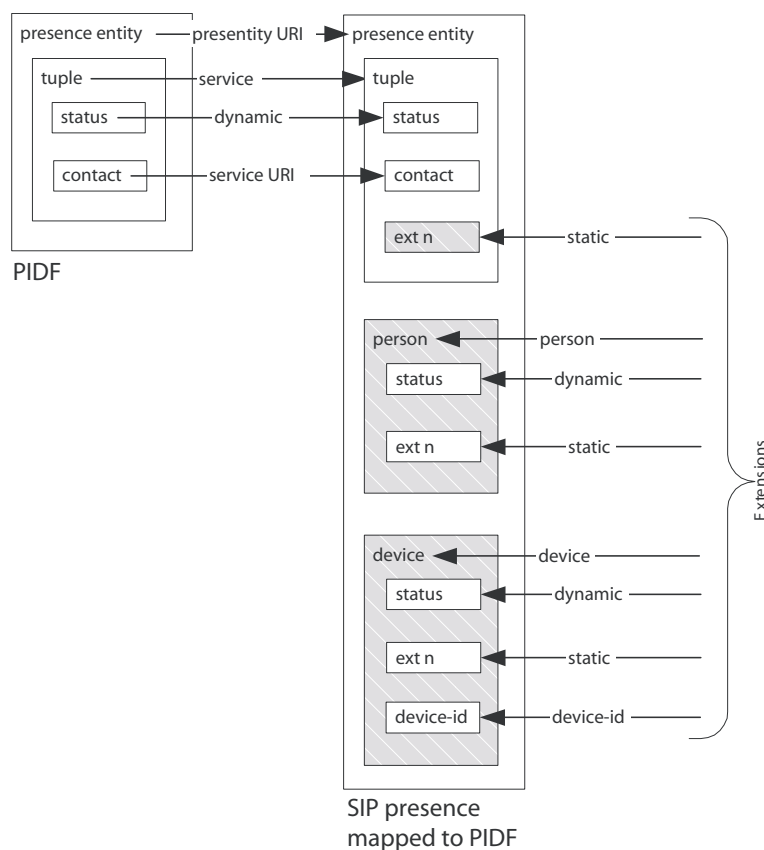 presence entity presentity URI presence entity
tuple service tuple
status dynamic status
contact service URI contact
ext n static
PIDF
person person
status dynamic
ext n static
Extensions
device device
status dynamic
ext n static
device-id device-id
SIP presence
mapped to PIDF